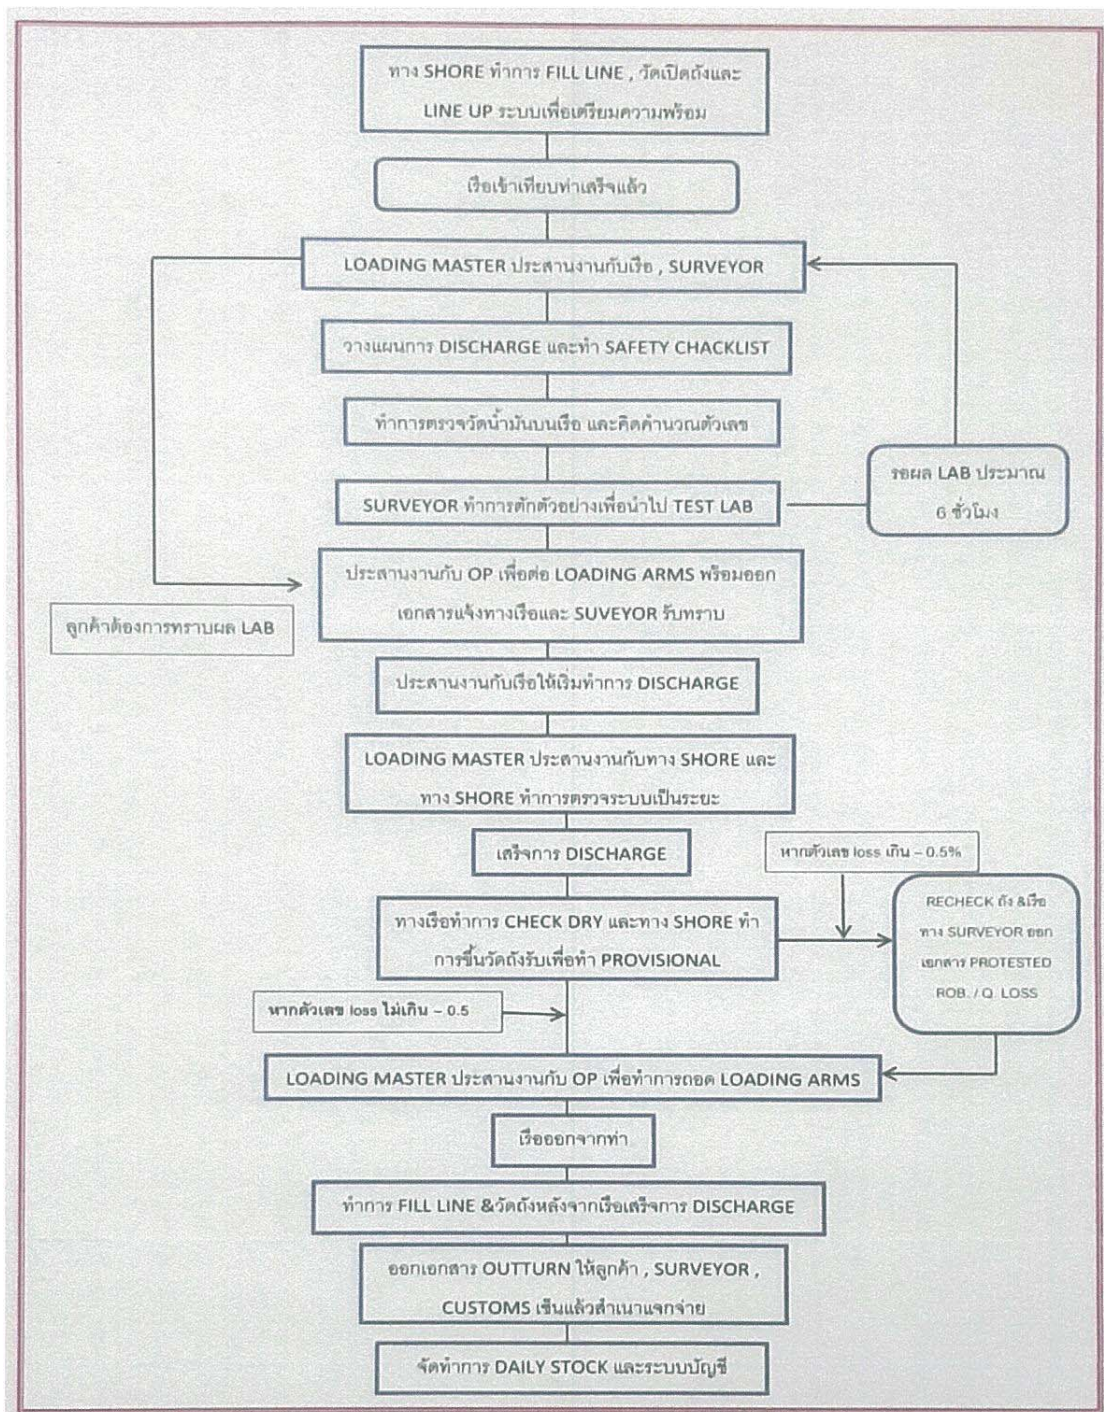 ทาง SHORE ทำการ FILL LINE , วัดเปิดถังและ
LINE UP ระบบเพื่อเตรียมความพร้อม
เรือเข้าเทียบท่าเสร็จแล้ว
LOADING MASTER ประสานงานกับเรือ , SURVEYOR
วางแผนการ DISCHARGE และทำ SAFETY CHACKLIST
ทำการตรวจวัดน้ำมันบนเรือ และคิดคำนวณตัวเลข
รอผล LAB ประมาณ
6 ชั่วโมง
SURVEYOR ทำการตักตัวอย่างเพื่อนำไป TEST LAB
ประสานงานกับ OP เพื่อต่อ LOADING ARMS พร้อมออก
เอกสารแจ้งทางเรือและ SUVEYOR รับทราบ
ลูกค้าต้องการทราบผล LAB
ประสานงานกับเรือให้เริ่มทำการ DISCHARGE
LOADING MASTER ประสานงานกับทาง SHORE และ
ทาง SHORE ทำการตรวจระบบเป็นระยะ
เสร็จการ DISCHARGE
หากตัวเลข loss เกิน – 0.5%
ทางเรือทำการ CHECK DRY และทาง SHORE ทำ
การขึ้นวัดถังรับเพื่อทำ PROVISIONAL
RECHECK ถัง &เรือ
ทาง SURVEYOR ออก
เอกสาร PROTESTED
ROB. / Q. LOSS
หากตัวเลข loss ไม่เกิน – 0.5
LOADING MASTER ประสานงานกับ OP เพื่อทำการถอด LOADING ARMS
เรือออกจากท่า
ทำการ FILL LINE &วัดถังหลังจากเรือเสร็จการ DISCHARGE
ออกเอกสาร OUTTURN ให้ลูกค้า , SURVEYOR ,
CUSTOMS เซ็นแล้วสำเนาแจกจ่าย
จัดทำการ DAILY STOCK และระบบบัญชี